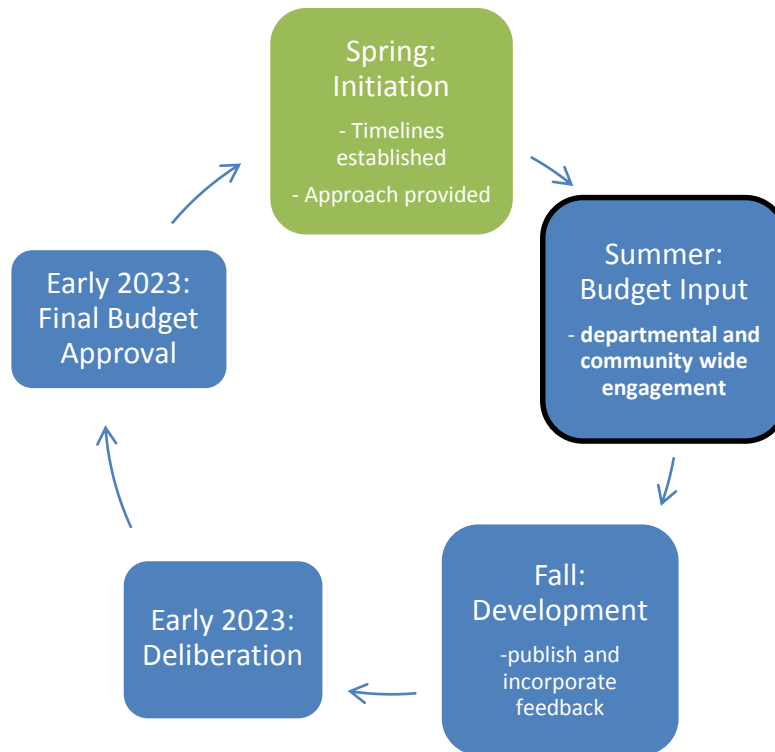 Spring:
Initiation
- Timelines
established
- Approach provided
Summer:
Budget Input
- departmental and
community wide
engagement
Fall:
Development
-publish and
incorporate
feedback
Early 2023:
Deliberation
Early 2023:
Final Budget
Approval